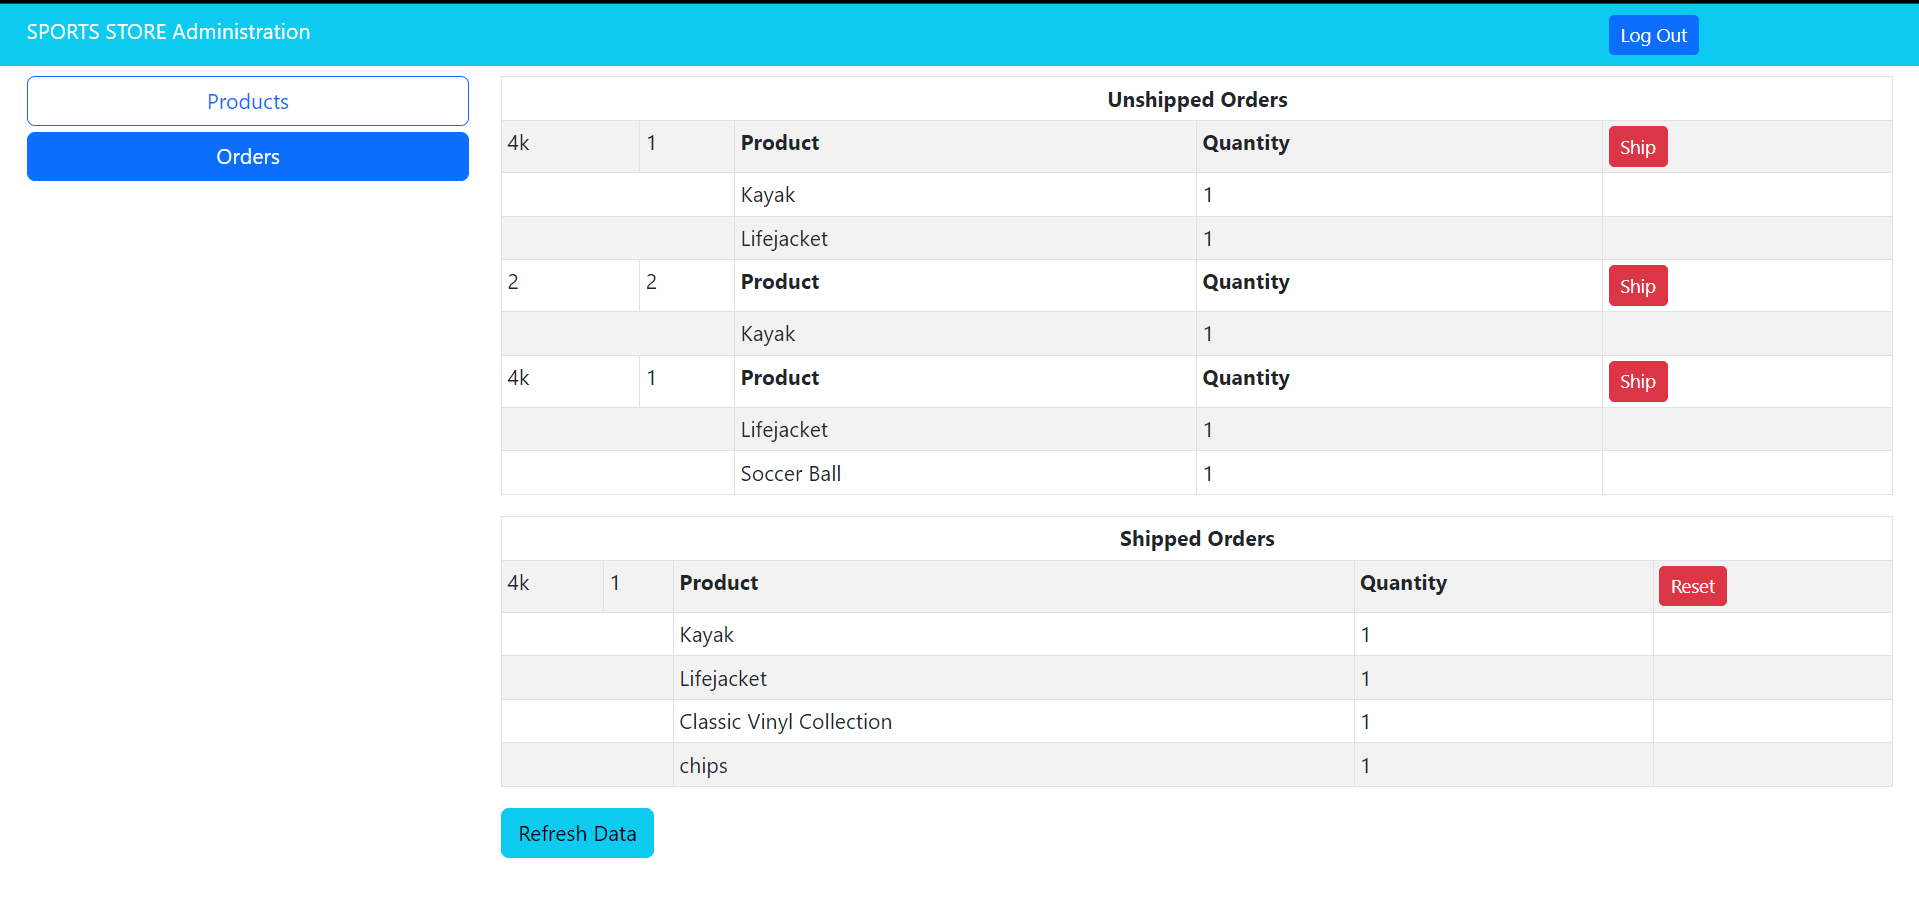 SPORTS STORE Administration Log Out
Products
Orders
Unshipped Orders
4k 1 Product Quantity Ship
Kayak 1
Lifejacket 1
2 2 Product Quantity Ship
Kayak 1
4k 1 Product Quantity Ship
Lifejacket 1
Soccer Ball 1
Shipped Orders
4k 1 Product Quantity Reset
Kayak 1
Lifejacket 1
Classic Vinyl Collection 1
chips 1
Refresh Data